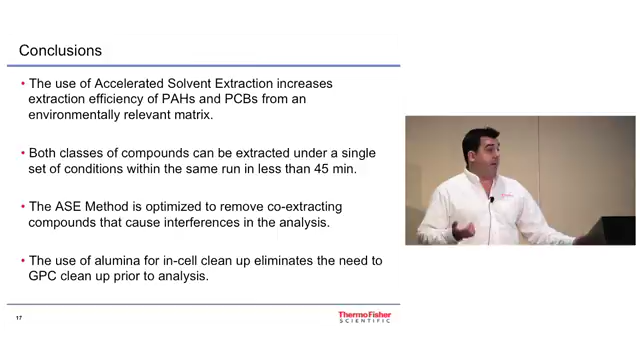 Conclusions
• The use of Accelerated Solvent Extraction increases
extraction efficiency of PAHs and PCBs from an
environmentally relevant matrix.
• Both classes of compounds can be extracted under a single
set of conditions within the same run in less than 45 min.
• The ASE Method is optimized to remove co-extracting
compounds that cause interferences in the analysis.
• The use of alumina for in-cell clean up eliminates the need to
GPC clean up prior to analysis.
17
ThermoFisher
SCIENTIFIC